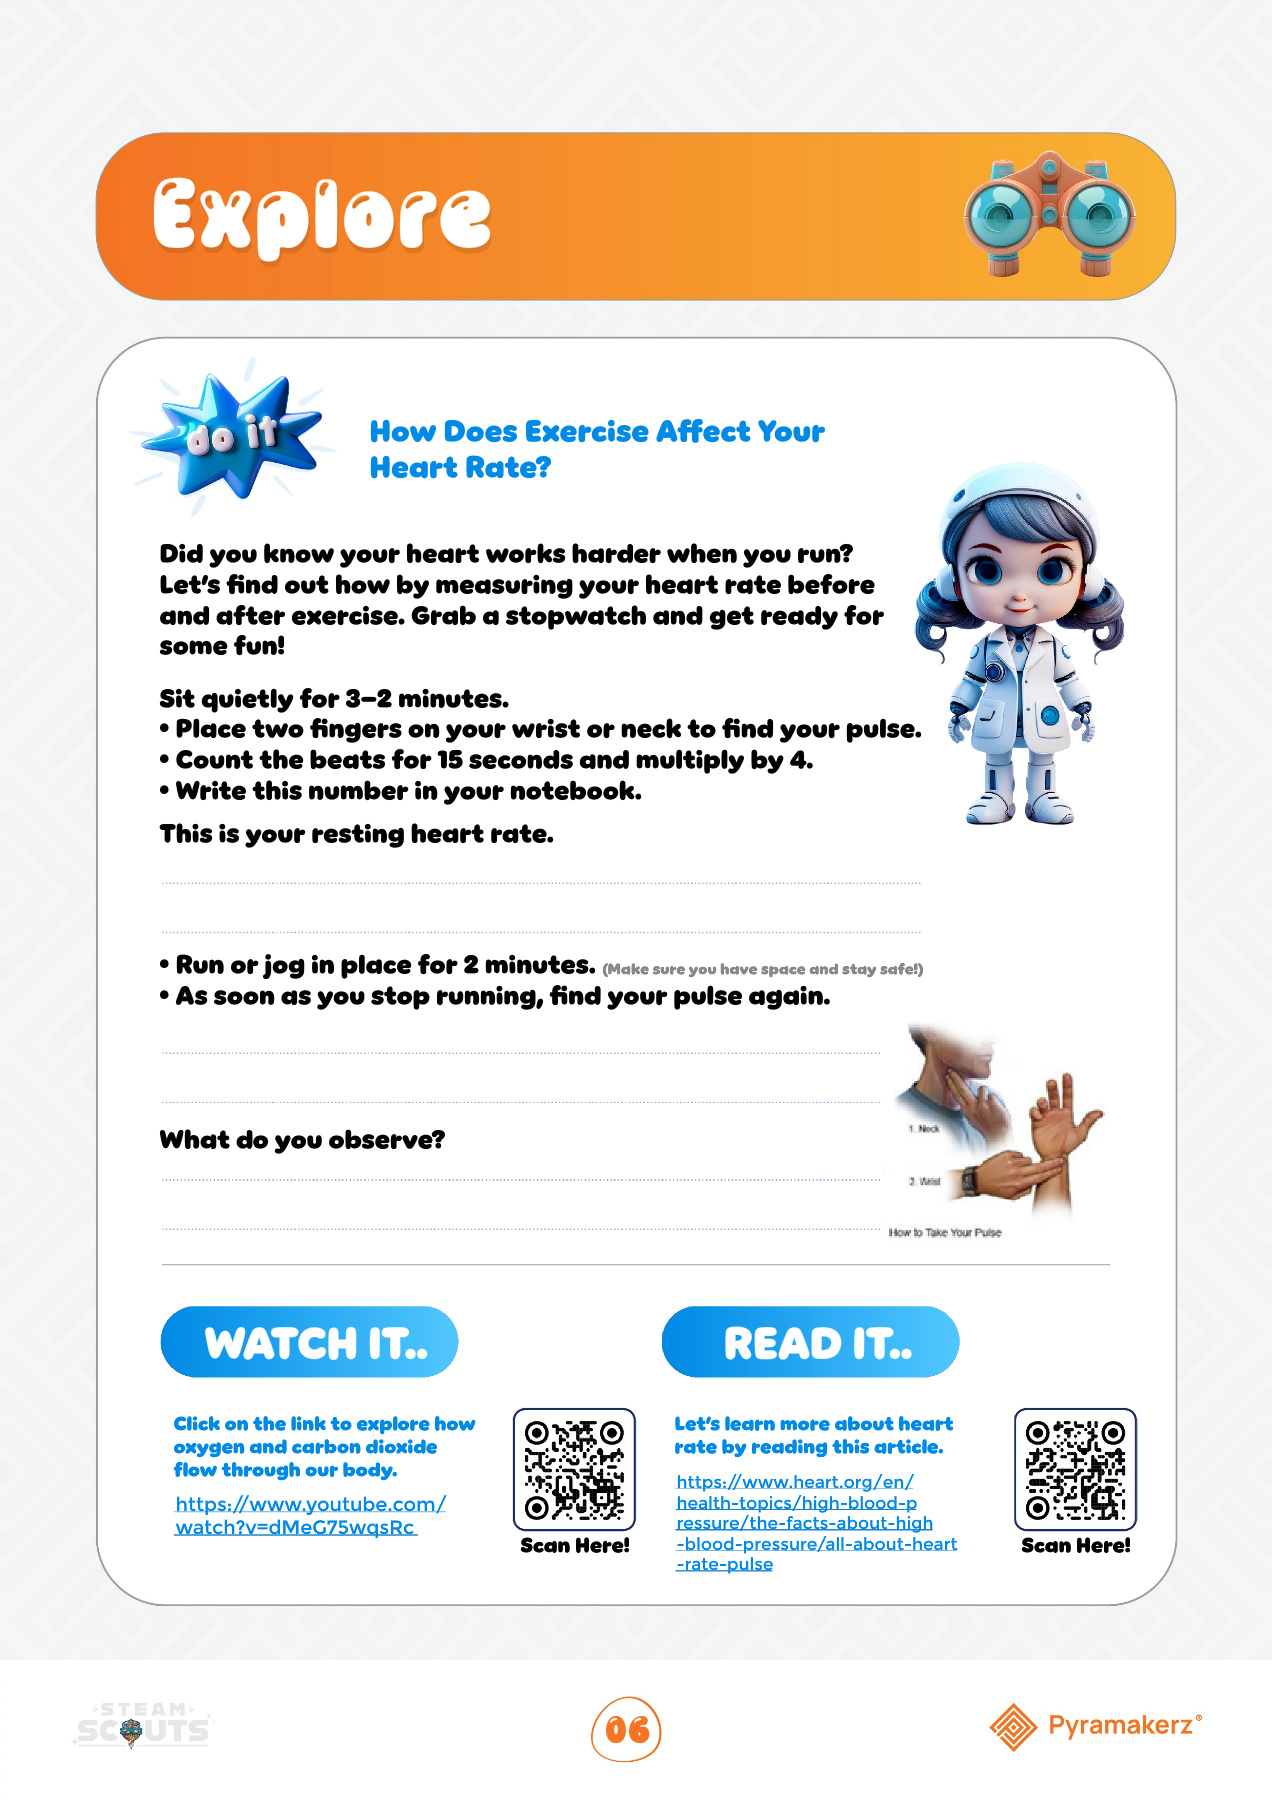 Explore
do it
How Does Exercise Affect Your
Heart Rate?
Did you know your heart works harder when you run?
Let's find out how by measuring your heart rate before
and after exercise. Grab a stopwatch and get ready for
some fun!
Sit quietly for 3–2 minutes.
• Place two fingers on your wrist or neck to find your pulse.
• Count the beats for 15 seconds and multiply by 4.
• Write this number in your notebook.
This is your resting heart rate.
• Run or jog in place for 2 minutes. (Make sure you have space and stay safe!)
• As soon as you stop running, find your pulse again.
1. Neck
What do you observe?
2. Wrist
How to Take Your Pulse
WATCH IT..
Click on the link to explore how
oxygen and carbon dioxide
flow through our body.
https://www.youtube.com/
watch?v=dMeG75wqsRc
Scan Here!
READ IT..
Let's learn more about heart
rate by reading this article.
https://www.heart.org/en/
health-topics/high-blood-p
ressure/the-facts-about-high
-blood-pressure/all-about-heart
-rate-pulse
Scan Here!
STEAM
SCOUTS
06
Pyramakerz®